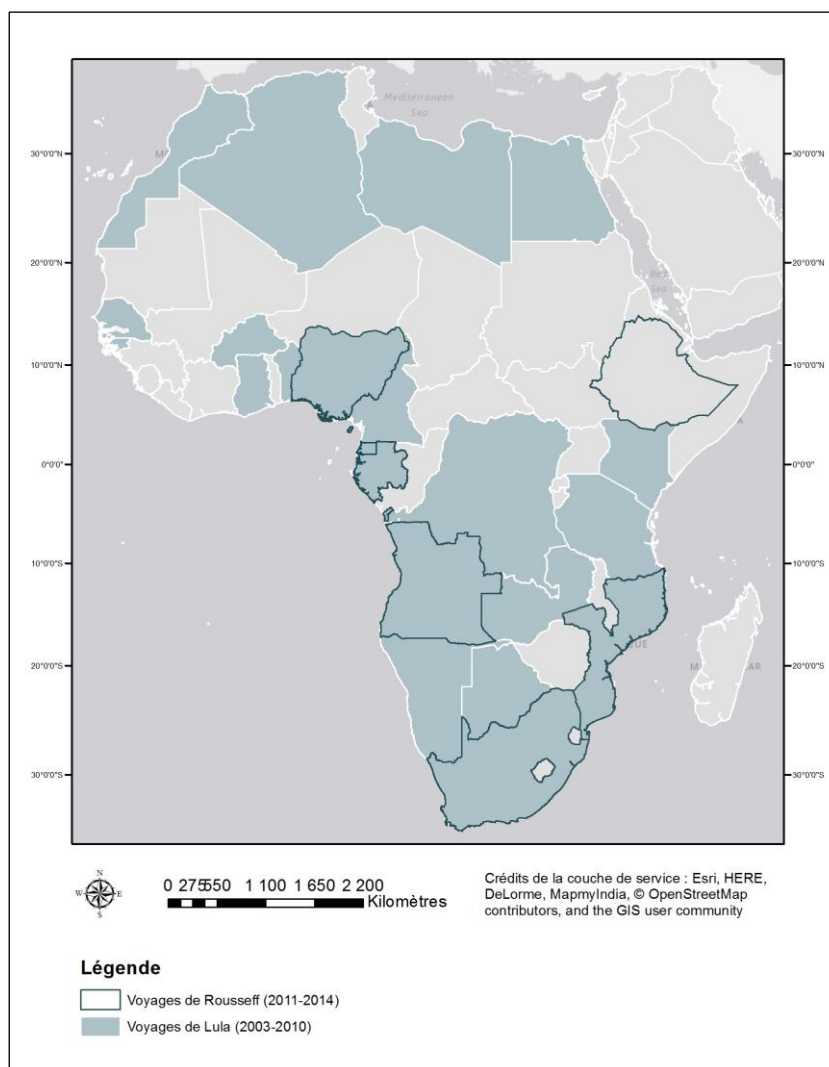 Mediterranean
Sea
30°0'0"N
30°0'0"N
20°0'0"N
20°0'0"N
Red
Sea
10°0'0"N
10°0'0"N
0°0'0"
0°0'0"
10°0'0"S
10°0'0"S
20°0'0"S
20°0'0"S
30°0'0"S
30°0'0"S
N
W E
S
0 275 550 1 100 1 650 2 200
Kilomètres
Crédits de la couche de service : Esri, HERE,
DeLorme, MapmyIndia, © OpenStreetMap
contributors, and the GIS user community
Légende
Voyages de Rousseff (2011-2014)
Voyages de Lula (2003-2010)